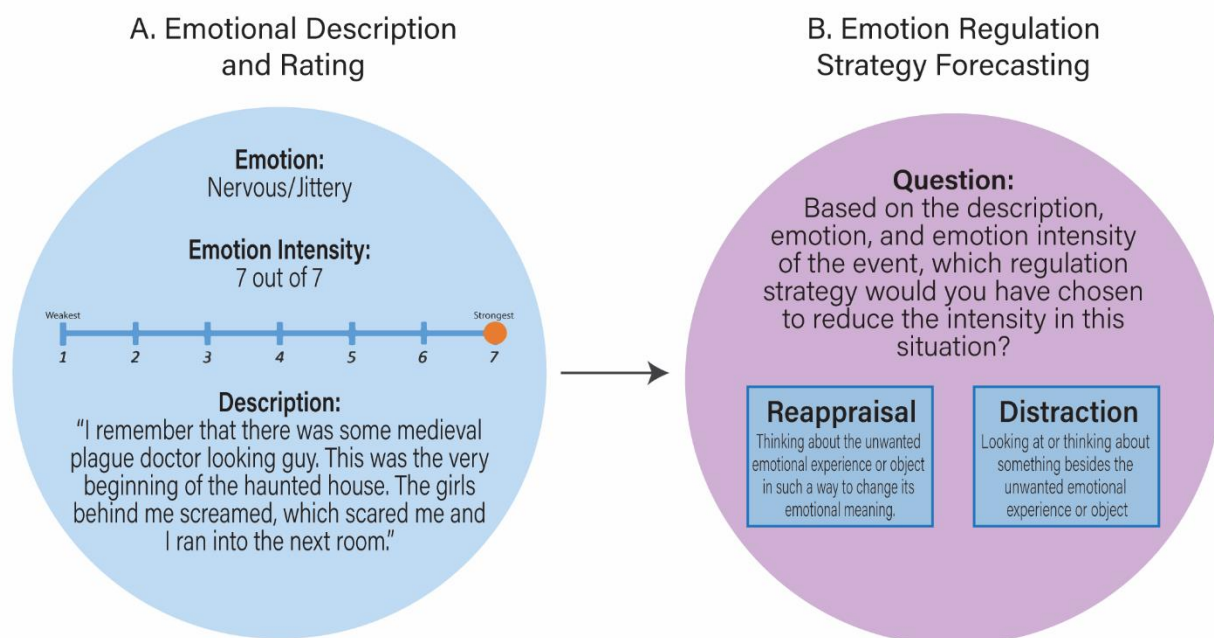 A. Emotional Description
and Rating
Emotion:
Nervous/Jittery
Emotion Intensity:
7 out of 7
Weakest
Strongest
1 2 3 4 5 6 7
Description:
“I remember that there was some medieval
plague doctor looking guy. This was the very
beginning of the haunted house. The girls
behind me screamed, which scared me and
I ran into the next room.”
B. Emotion Regulation
Strategy Forecasting
Question:
Based on the description,
emotion, and emotion intensity
of the event, which regulation
strategy would you have chosen
to reduce the intensity in this
situation?
Reappraisal
Thinking about the unwanted
emotional experience or object
in such a way to change its
emotional meaning.
Distraction
Looking at or thinking about
something besides the
unwanted emotional
experience or object